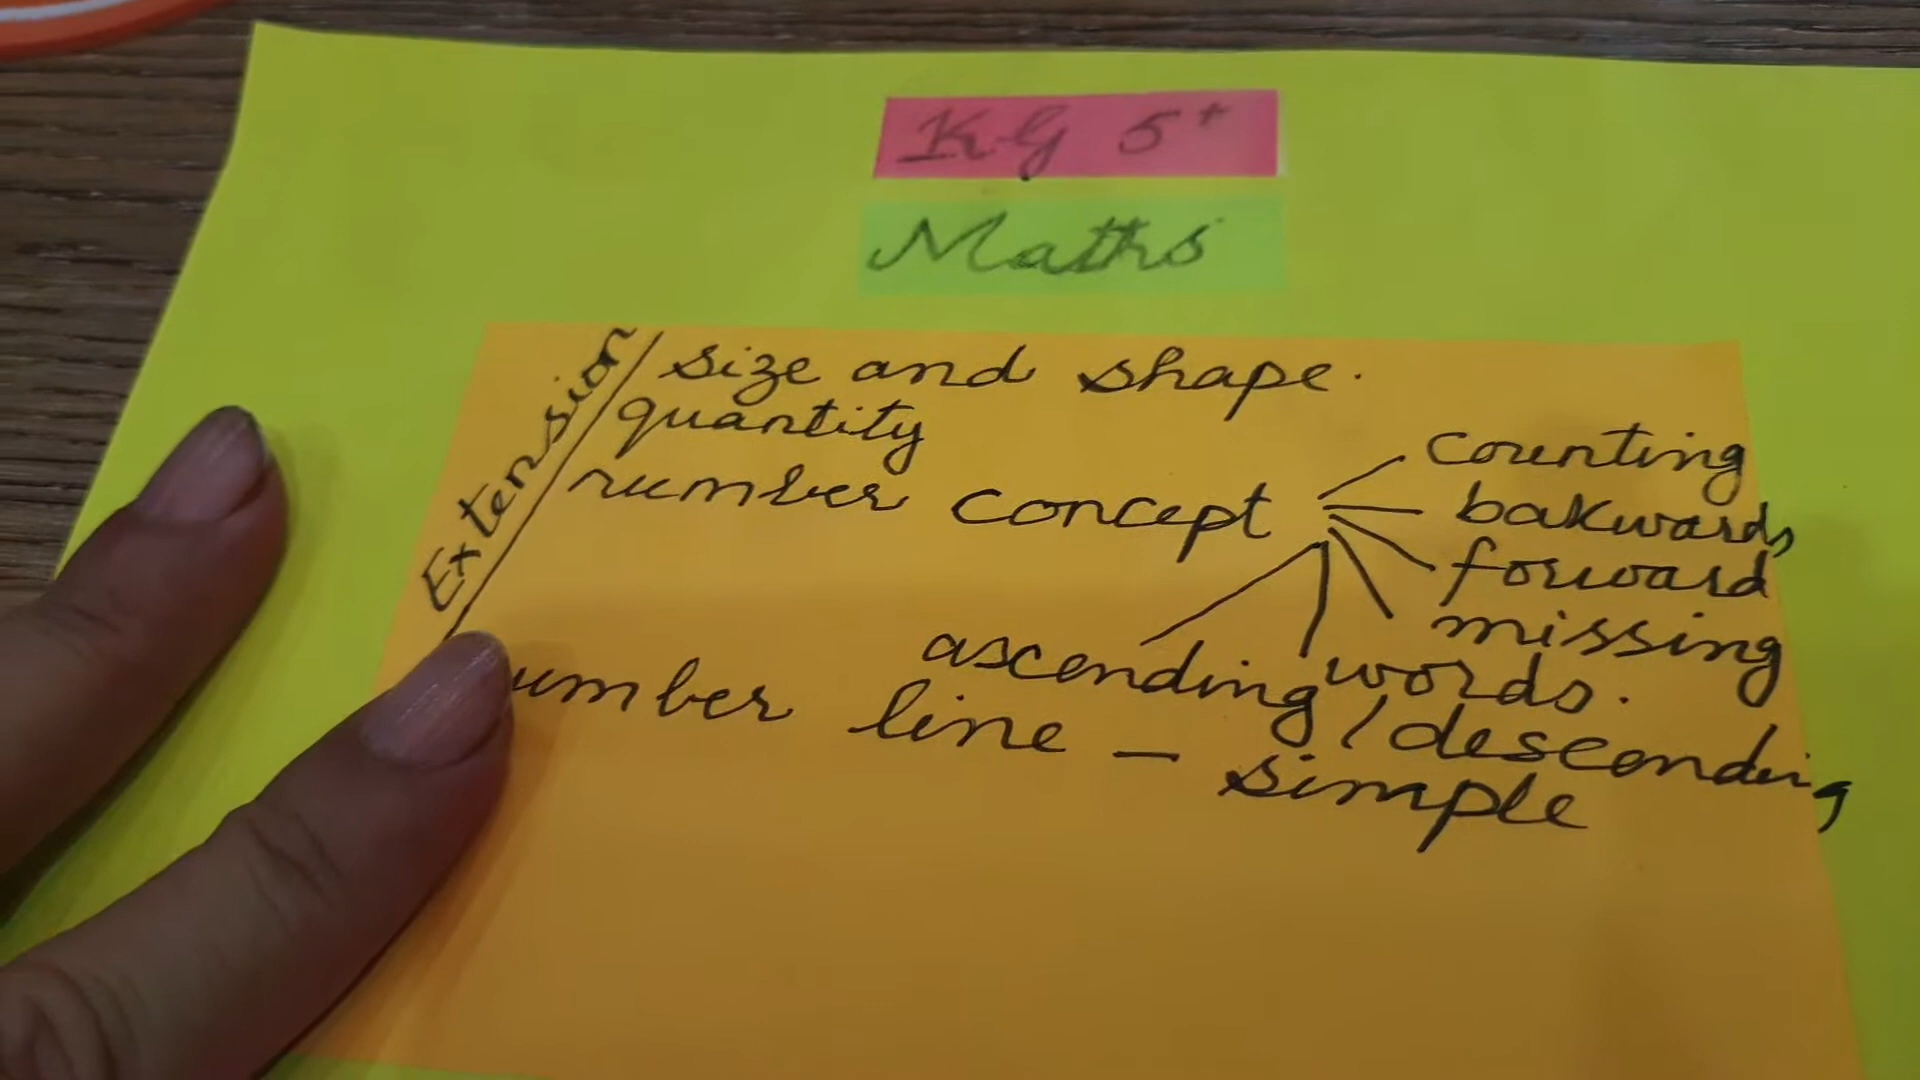 KG 5+
Maths
Extension
size and shape.
quantity
number concept
counting
bakwards
forward
missing
words.
ascending / descending
umber line - simple